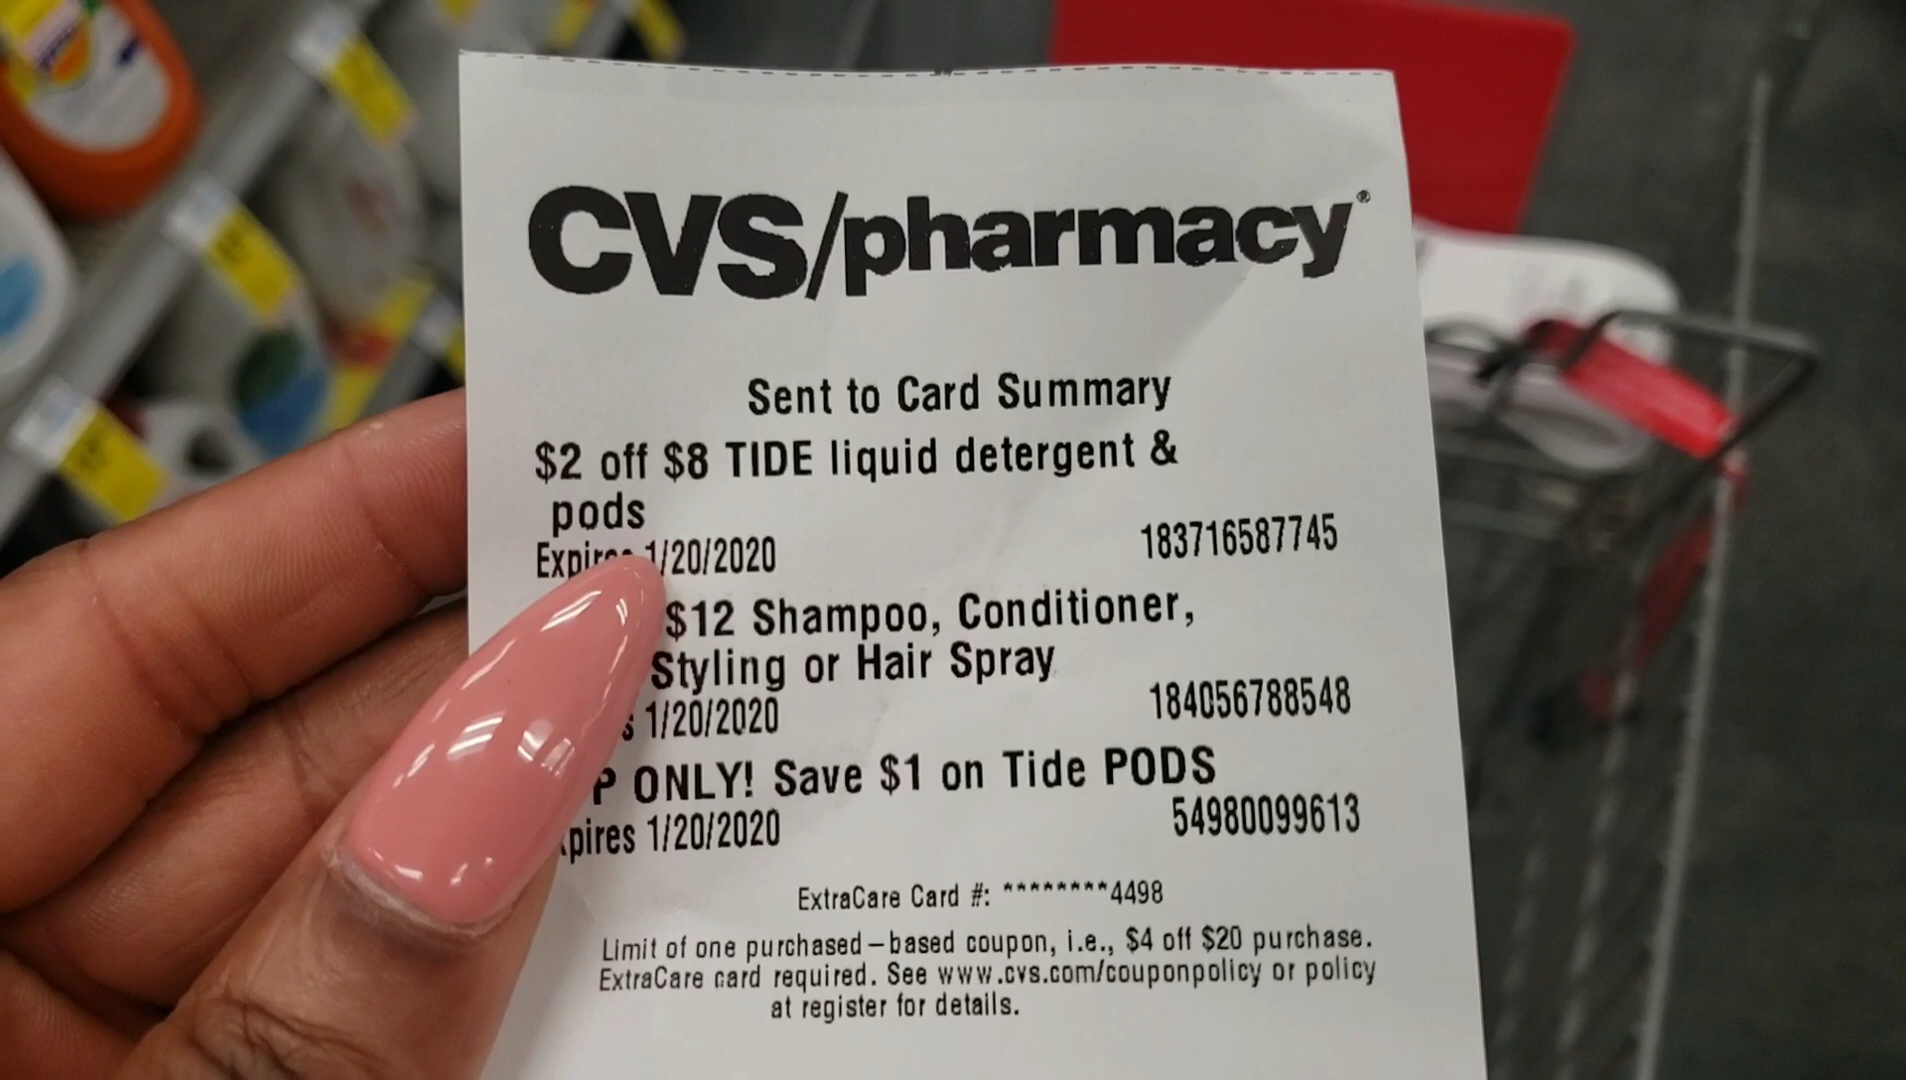 CVS/pharmacy®
Sent to Card Summary
$2 off $8 TIDE liquid detergent &
pods
Expires 1/20/2020 183716587745
$12 Shampoo, Conditioner,
Styling or Hair Spray
1/20/2020 184056788548
ONLY! Save $1 on Tide PODS
pires 1/20/2020 54980099613
ExtraCare Card #: ********4498
Limit of one purchased-based coupon, i.e., $4 off $20 purchase.
ExtraCare card required. See www.cvs.com/couponpolicy or policy
at register for details.